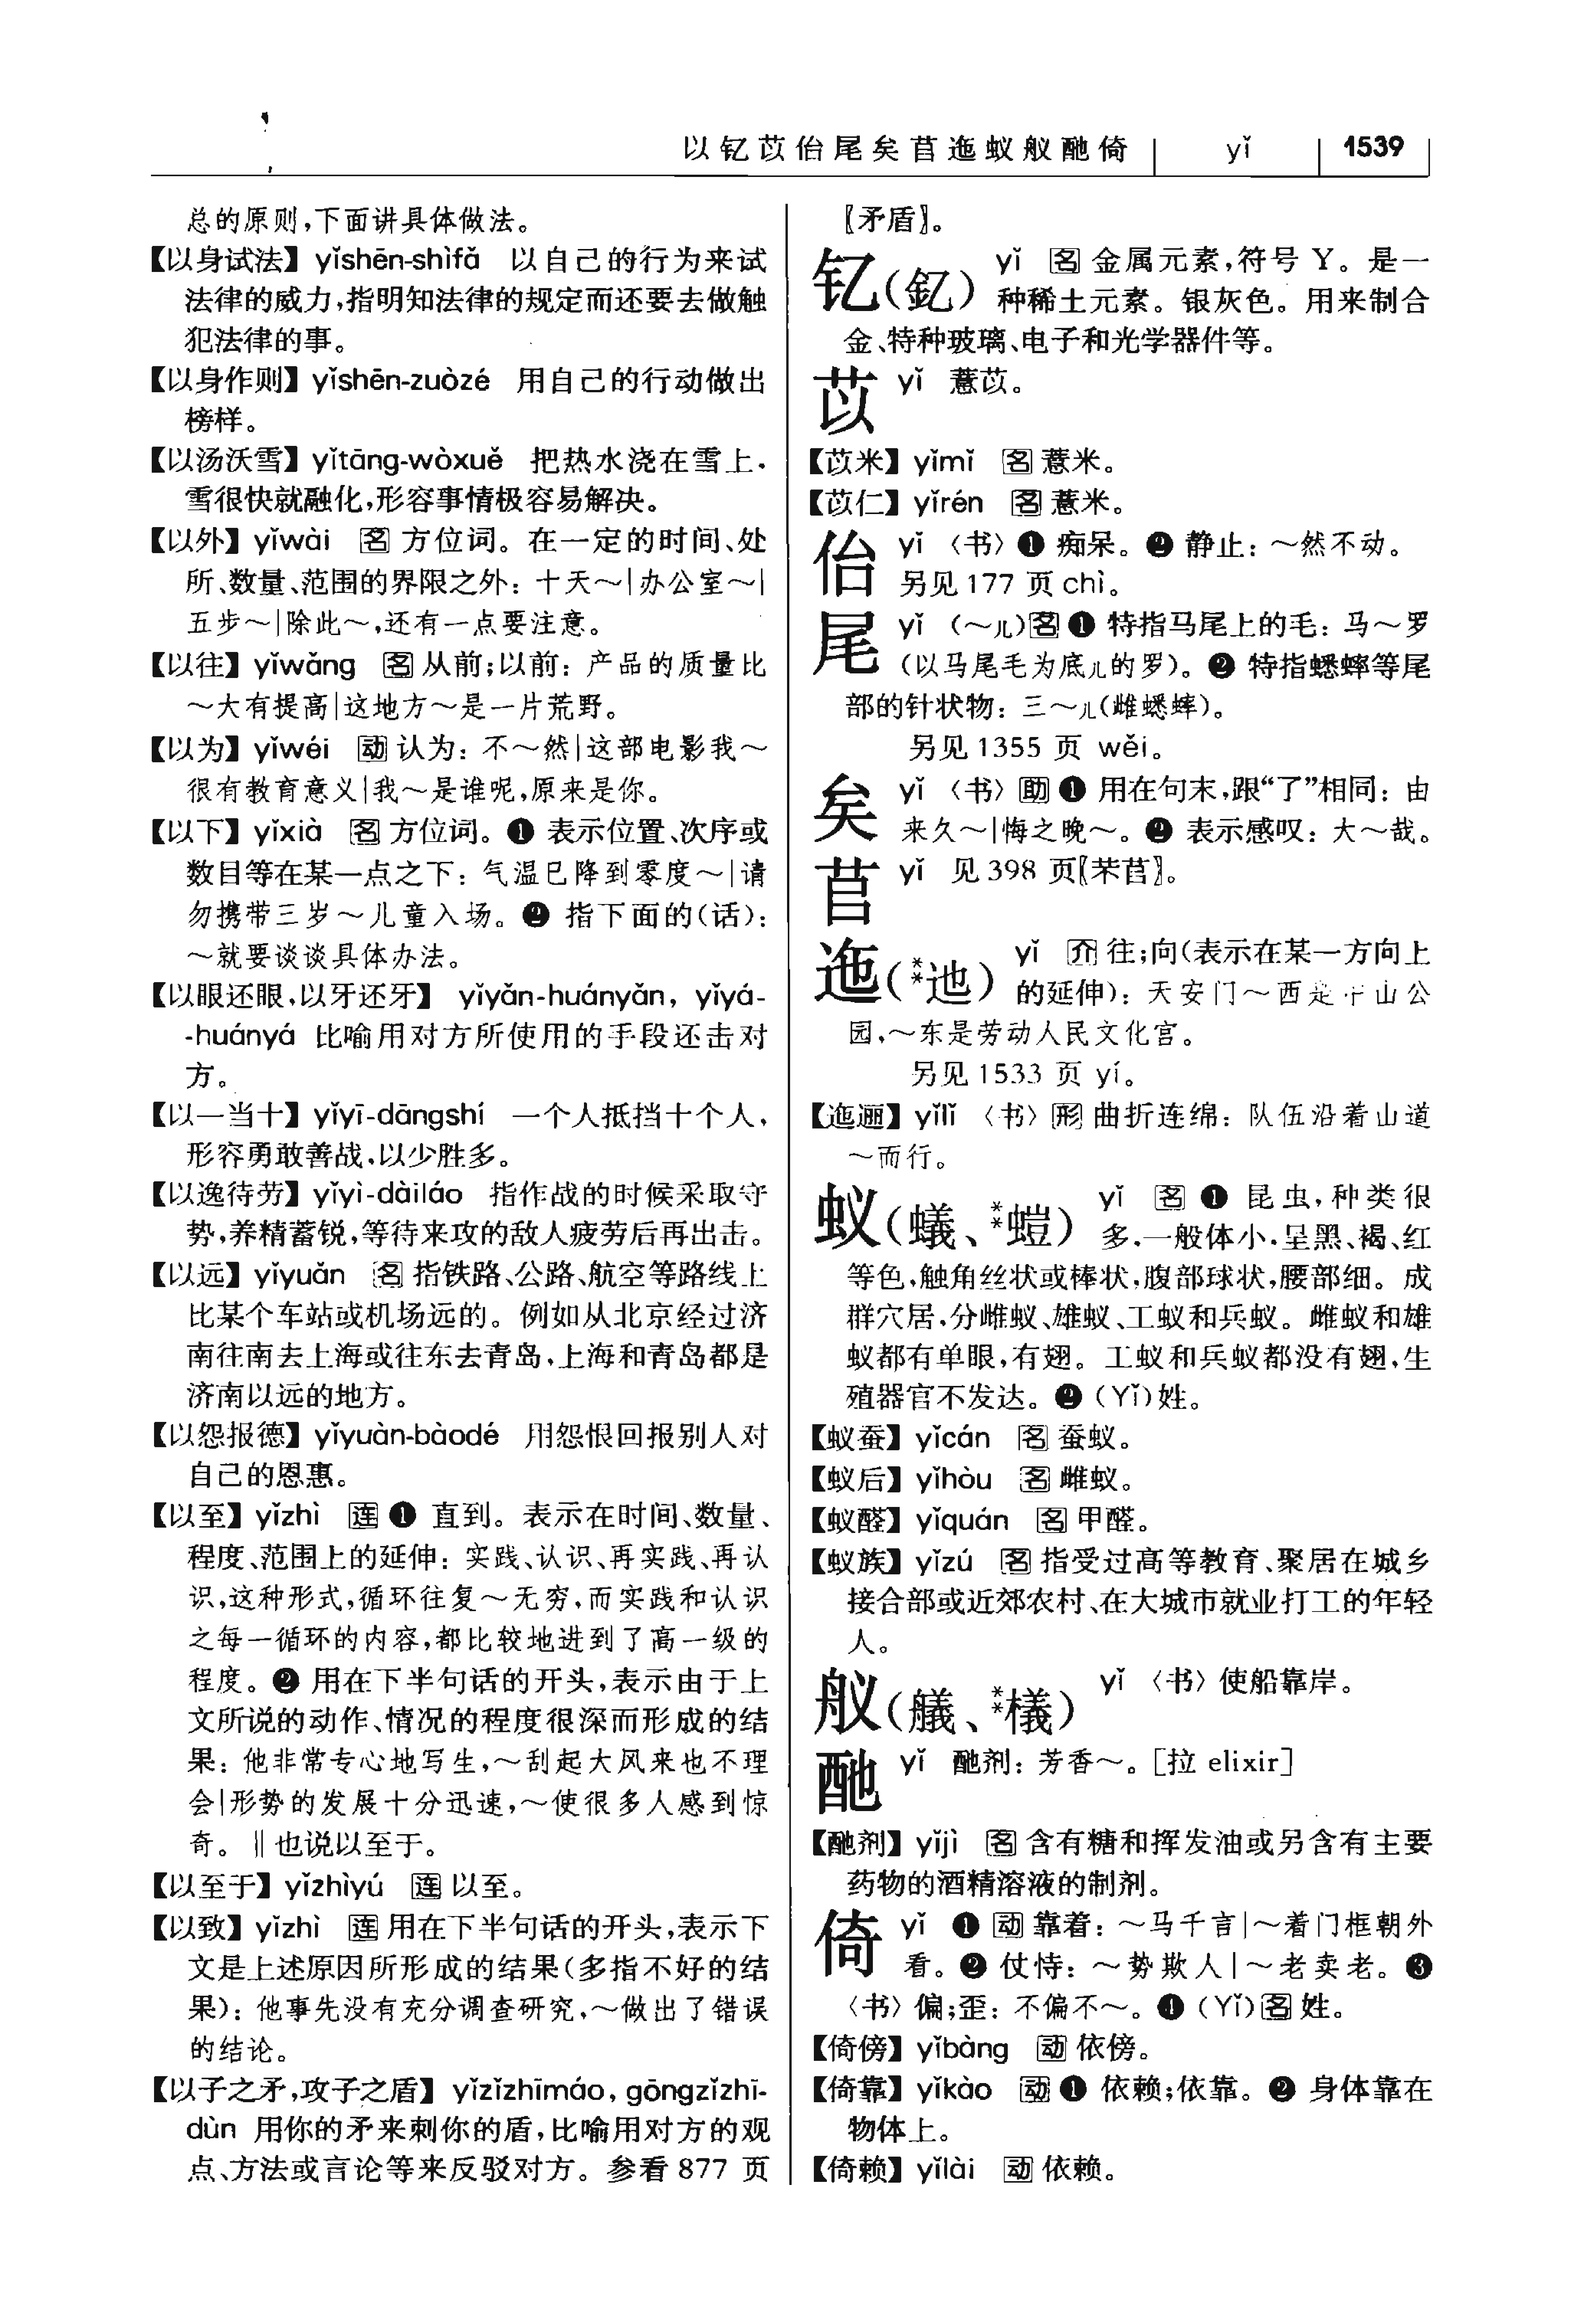 以钇苡佁尾矣苢迤蚁舣酏倚 yǐ 1539
总的原则,下面讲具体做法。
【以身试法】yǐshēn-shìfǎ 以自己的行为来试
法律的威力,指明知法律的规定而还要去做触
犯法律的事。
【以身作则】yǐshēn-zuòzé 用自己的行动做出
榜样。
【以汤沃雪】yǐtāng-wòxuě 把热水浇在雪上,
雪很快就融化,形容事情极容易解决。
【以外】yǐwài 名 方位词。在一定的时间、处
所、数量、范围的界限之外:十天～|办公室～|
五步～|除此～,还有一点要注意。
【以往】yǐwǎng 名 从前;以前:产品的质量比
～大有提高|这地方～是一片荒野。
【以为】yǐwéi 动 认为:不～然|这部电影我～
很有教育意义|我～是谁呢,原来是你。
【以下】yǐxià 名 方位词。❶ 表示位置、次序或
数目等在某一点之下:气温已降到零度～|请
勿携带三岁～儿童入场。❷ 指下面的(话):
～就要谈谈具体办法。
【以眼还眼,以牙还牙】 yǐyǎn-huányǎn, yǐyá-
-huányá 比喻用对方所使用的手段还击对
方。
【以一当十】yǐyī-dāngshí 一个人抵挡十个人,
形容勇敢善战,以少胜多。
【以逸待劳】yǐyì-dàiláo 指作战的时候采取守
势,养精蓄锐,等待来攻的敌人疲劳后再出击。
【以远】yǐyuǎn 名 指铁路、公路、航空等路线上
比某个车站或机场远的。例如从北京经过济
南往南去上海或往东去青岛,上海和青岛都是
济南以远的地方。
【以怨报德】yǐyuàn-bàodé 用怨恨回报别人对
自己的恩惠。
【以至】yǐzhì 连 ❶ 直到。表示在时间、数量、
程度、范围上的延伸:实践、认识、再实践、再认
识,这种形式,循环往复～无穷,而实践和认识
之每一循环的内容,都比较地进到了高一级的
程度。❷ 用在下半句话的开头,表示由于上
文所说的动作、情况的程度很深而形成的结
果:他非常专心地写生,～刮起大风来也不理
会|形势的发展十分迅速,～使很多人感到惊
奇。‖也说以至于。
【以至于】yǐzhìyú 连 以至。
【以致】yǐzhì 连 用在下半句话的开头,表示下
文是上述原因所形成的结果(多指不好的结
果):他事先没有充分调查研究,～做出了错误
的结论。
【以子之矛,攻子之盾】 yǐzǐzhīmáo, gōngzǐzhī-
dùn 用你的矛来刺你的盾,比喻用对方的观
点、方法或言论等来反驳对方。参看 877 页
〖矛盾〗。
钇(釔) yǐ 名 金属元素,符号 Y。是一
种稀土元素。银灰色。用来制合
金、特种玻璃、电子和光学器件等。
苡 yǐ 薏苡。
【苡米】yǐmǐ 名 薏米。
【苡仁】yǐrén 名 薏米。
佁 yǐ 〈书〉❶ 痴呆。❷ 静止:～然不动。
另见 177 页 chì。
尾 yǐ (～儿)名 ❶ 特指马尾上的毛:马～罗
(以马尾毛为底儿的罗)。❷ 特指蟋蟀等尾
部的针状物:三～儿(雌蟋蟀)。
另见 1355 页 wěi。
矣 yǐ 〈书〉助 ❶ 用在句末,跟“了”相同:由
来久～|悔之晚～。❷ 表示感叹:大～哉。
苢 yǐ 见 398 页〖芣苢〗。
迤(**迆) yǐ 介 往;向(表示在某一方向上
的延伸):天安门～西是中山公
园,～东是劳动人民文化宫。
另见 1533 页 yí。
【迤逦】yǐlǐ 〈书〉形 曲折连绵:队伍沿着山道
～而行。
蚁(蟻、**螘) yǐ 名 ❶ 昆虫,种类很
多,一般体小,呈黑、褐、红
等色,触角丝状或棒状,腹部球状,腰部细。成
群穴居,分雌蚁、雄蚁、工蚁和兵蚁。雌蚁和雄
蚁都有单眼,有翅。工蚁和兵蚁都没有翅,生
殖器官不发达。❷ (Yǐ)姓。
【蚁蚕】yǐcán 名 蚕蚁。
【蚁后】yǐhòu 名 雌蚁。
【蚁醛】yǐquán 名 甲醛。
【蚁族】yǐzú 名 指受过高等教育、聚居在城乡
接合部或近郊农村、在大城市就业打工的年轻
人。
舣(艤、**檥) yǐ 〈书〉使船靠岸。
酏 yǐ 酏剂:芳香～。[拉 elixir]
【酏剂】yǐjì 名 含有糖和挥发油或另含有主要
药物的酒精溶液的制剂。
倚 yǐ ❶ 动 靠着:～马千言|～着门框朝外
看。❷ 仗恃:～势欺人|～老卖老。❸
〈书〉偏;歪:不偏不～。❹ (Yǐ)名 姓。
【倚傍】yǐbàng 动 依傍。
【倚靠】yǐkào 动 ❶ 依赖;依靠。❷ 身体靠在
物体上。
【倚赖】yǐlài 动 依赖。